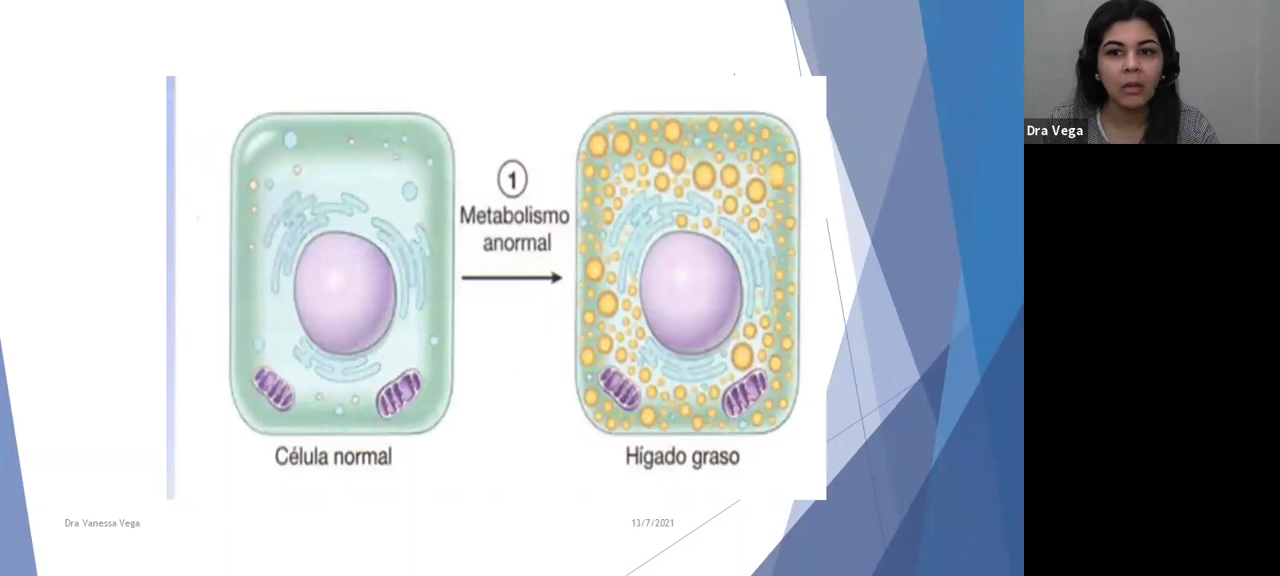 Dra Vega
1
Metabolismo
anormal
Célula normal
Hígado graso
Dra Vanessa Vega
13/7/2021